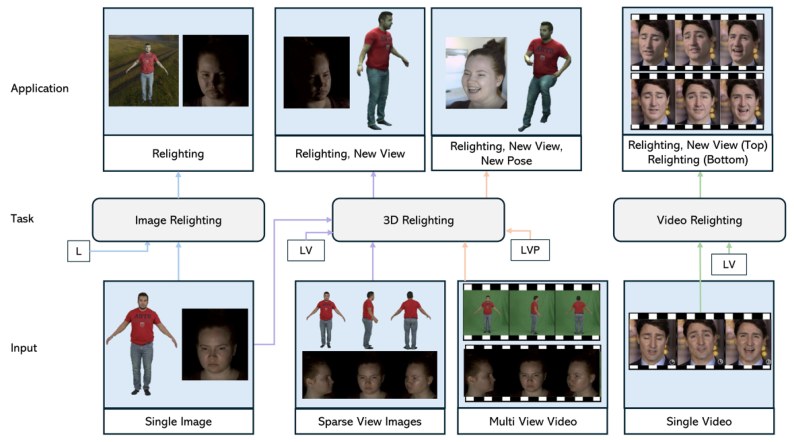 Application
Relighting
Relighting, New View
Relighting, New View,
New Pose
Relighting, New View (Top)
Relighting (Bottom)
Task
Image Relighting
3D Relighting
Video Relighting
L
LV
LVP
LV
Input
Single Image
Sparse View Images
Multi View Video
Single Video